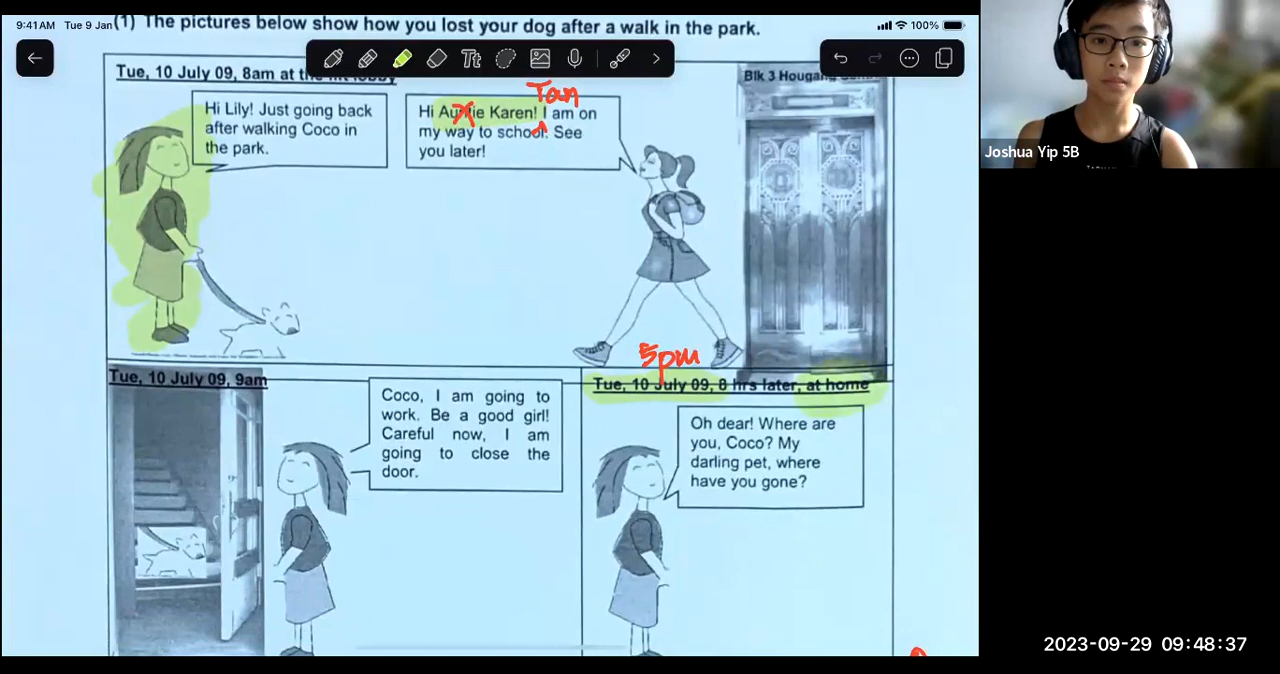 9:41AM Tue 9 Jan
100%
(1) The pictures below show how you lost your dog after a walk in the park.
Tt
Tue, 10 July 09, 8am at the lift lobby
Hi Lily! Just going back
after walking Coco in
the park.
Tan
Hi Auntie Karen! I am on
my way to school. See
you later!
Blk 3 Hougang
Tue, 10 July 09, 9am
Coco, I am going to
work. Be a good girl!
Careful now, I am
going to close the
door.
5pm
Tue, 10 July 09, 8 hrs later, at home
Oh dear! Where are
you, Coco? My
darling pet, where
have you gone?
Joshua Yip 5B
2023-09-29 09:48:37